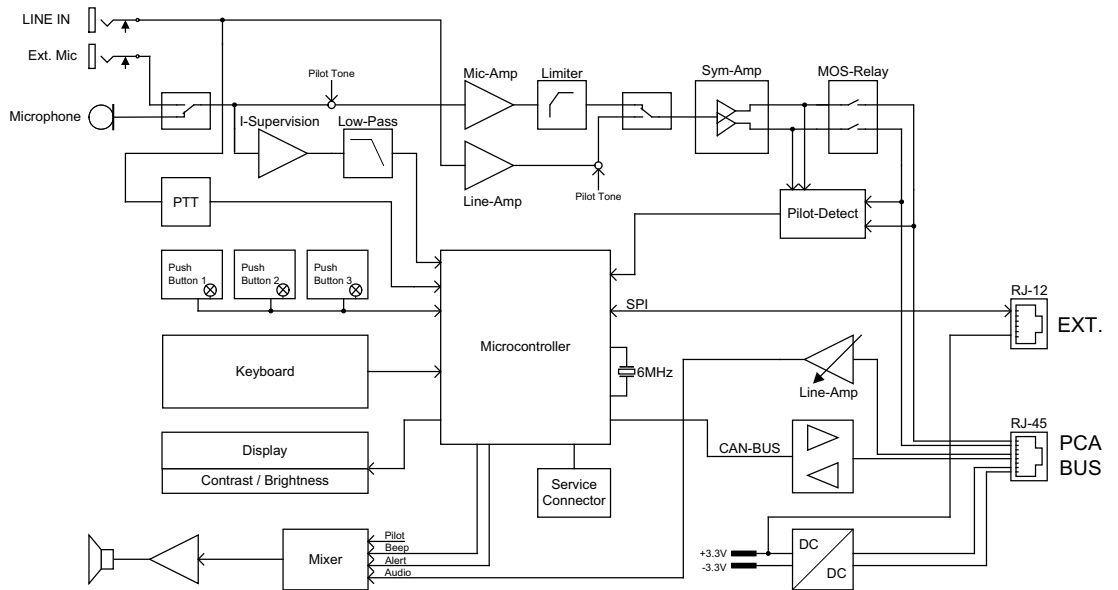 LINE IN
Ext. Mic
Microphone
Pilot Tone
I-Supervision
Low-Pass
Mic-Amp
Limiter
Sym-Amp
MOS-Relay
Line-Amp
Pilot Tone
PTT
Pilot-Detect
Push
Button 1
Push
Button 2
Push
Button 3
Microcontroller
SPI
RJ-12
EXT.
Keyboard
6MHz
Line-Amp
Display
Contrast / Brightness
CAN-BUS
RJ-45
PCA
BUS
Service
Connector
Mixer
Pilot
Beep
Alert
Audio
+3.3V
-3.3V
DC
DC